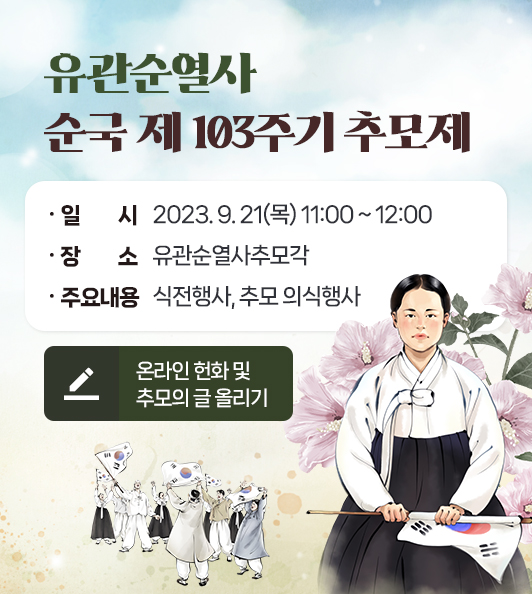 유관순열사
순국 제 103주기 추모제
· 일 시 2023. 9. 21(목) 11:00 ~ 12:00
· 장 소 유관순열사추모각
· 주요내용 식전행사, 추모 의식행사
온라인 헌화 및
추모의 글 올리기